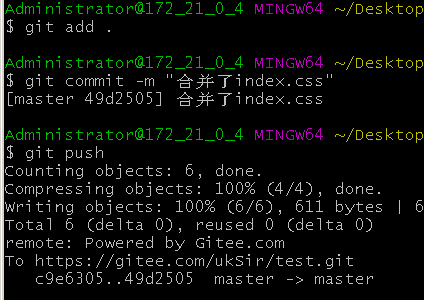 Administrator@172_21_0_4 MINGW64 ~/Desktop
$ git add .
Administrator@172_21_0_4 MINGW64 ~/Desktop
$ git commit -m "合并了index.css"
[master 49d2505] 合并了index.css
Administrator@172_21_0_4 MINGW64 ~/Desktop
$ git push
Counting objects: 6, done.
Compressing objects: 100% (4/4), done.
Writing objects: 100% (6/6), 611 bytes | 6
Total 6 (delta 0), reused 0 (delta 0)
remote: Powered by Gitee.com
To https://gitee.com/ukSir/test.git
c9e6305..49d2505 master -> master